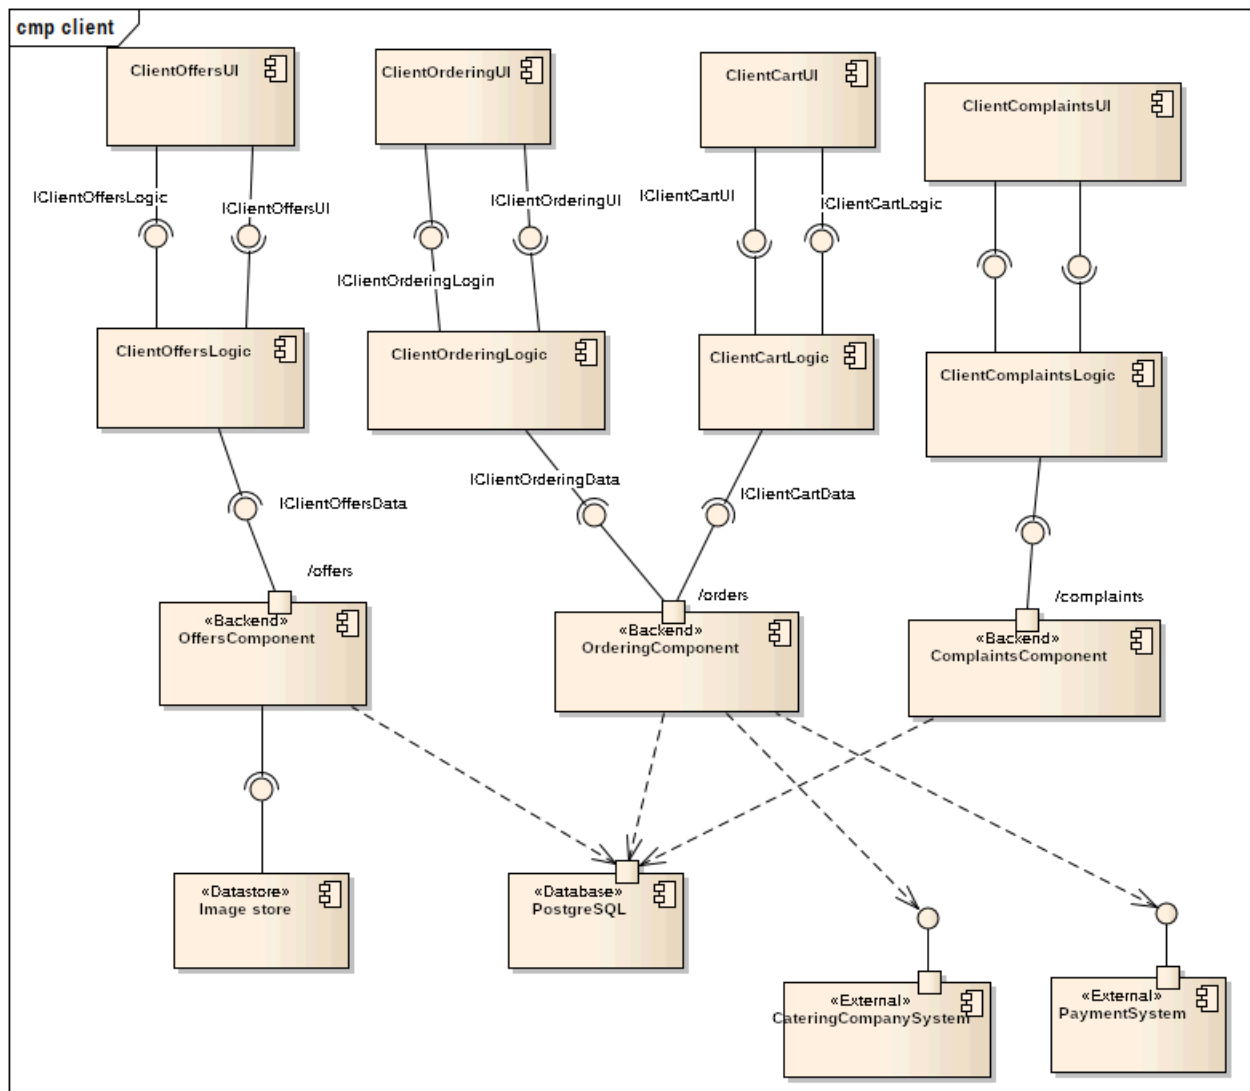 cmp client
ClientOffersUI
ClientOrderingUI
ClientCartUI
ClientComplaintsUI
IClientOffersLogic
IClientOffersUI
IClientOrderingUI
IClientOrderingLogin
IClientCartUI
IClientCartLogic
ClientOffersLogic
ClientOrderingLogic
ClientCartLogic
ClientComplaintsLogic
IClientOffersData
IClientOrderingData
IClientCartData
/offers
/orders
/complaints
«Backend»
OffersComponent
«Backend»
OrderingComponent
«Backend»
ComplaintsComponent
«Datastore»
Image store
«Database»
PostgreSQL
«External»
CateringCompanySystem
«External»
PaymentSystem